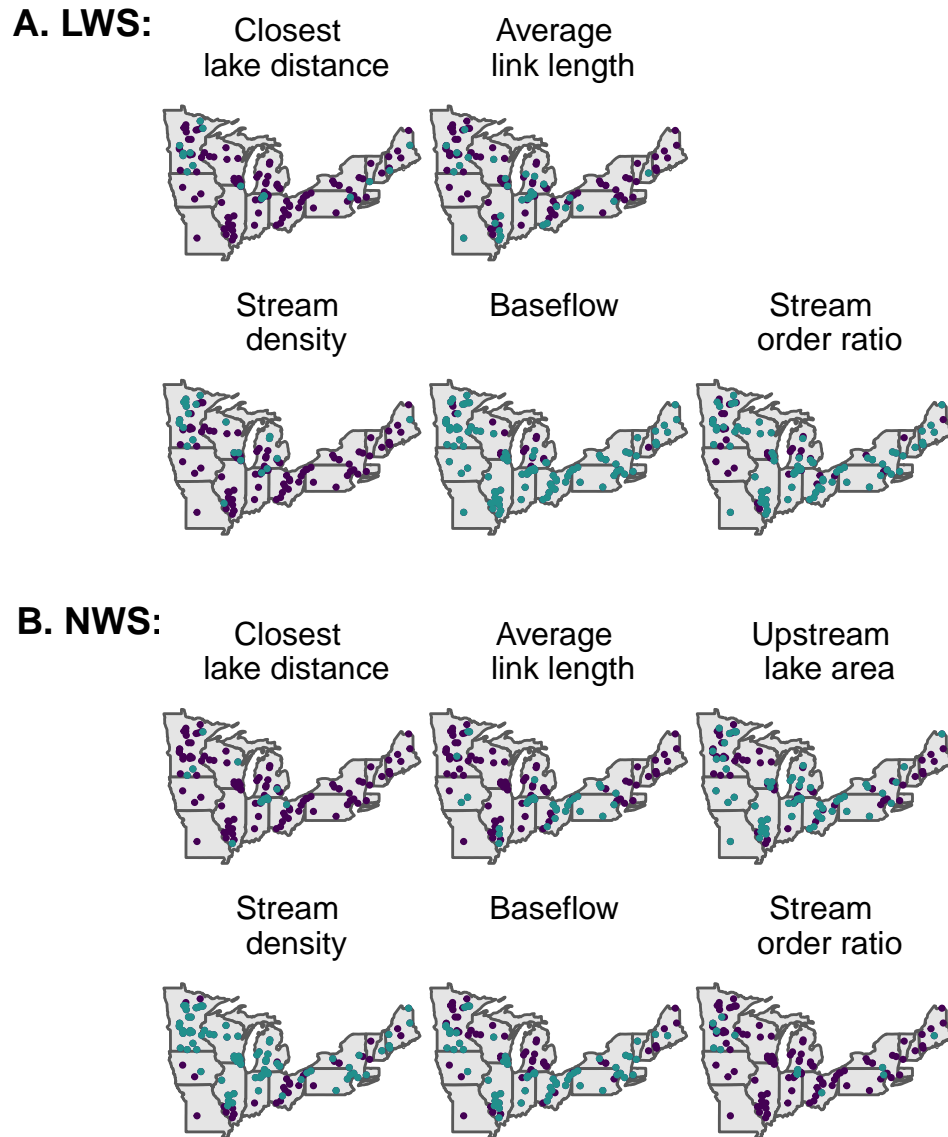 A. LWS:
Closest
lake distance
Average
link length
Stream
density
Baseflow
Stream
order ratio
B. NWS:
Closest
lake distance
Average
link length
Upstream
lake area
Stream
density
Baseflow
Stream
order ratio